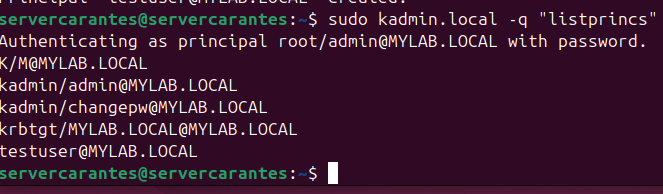 servercarantes@servercarantes:~$ sudo kadmin.local -q "listprincs"
Authenticating as principal root/admin@MYLAB.LOCAL with password.
K/M@MYLAB.LOCAL
kadmin/admin@MYLAB.LOCAL
kadmin/changepw@MYLAB.LOCAL
krbtgt/MYLAB.LOCAL@MYLAB.LOCAL
testuser@MYLAB.LOCAL
servercarantes@servercarantes:~$